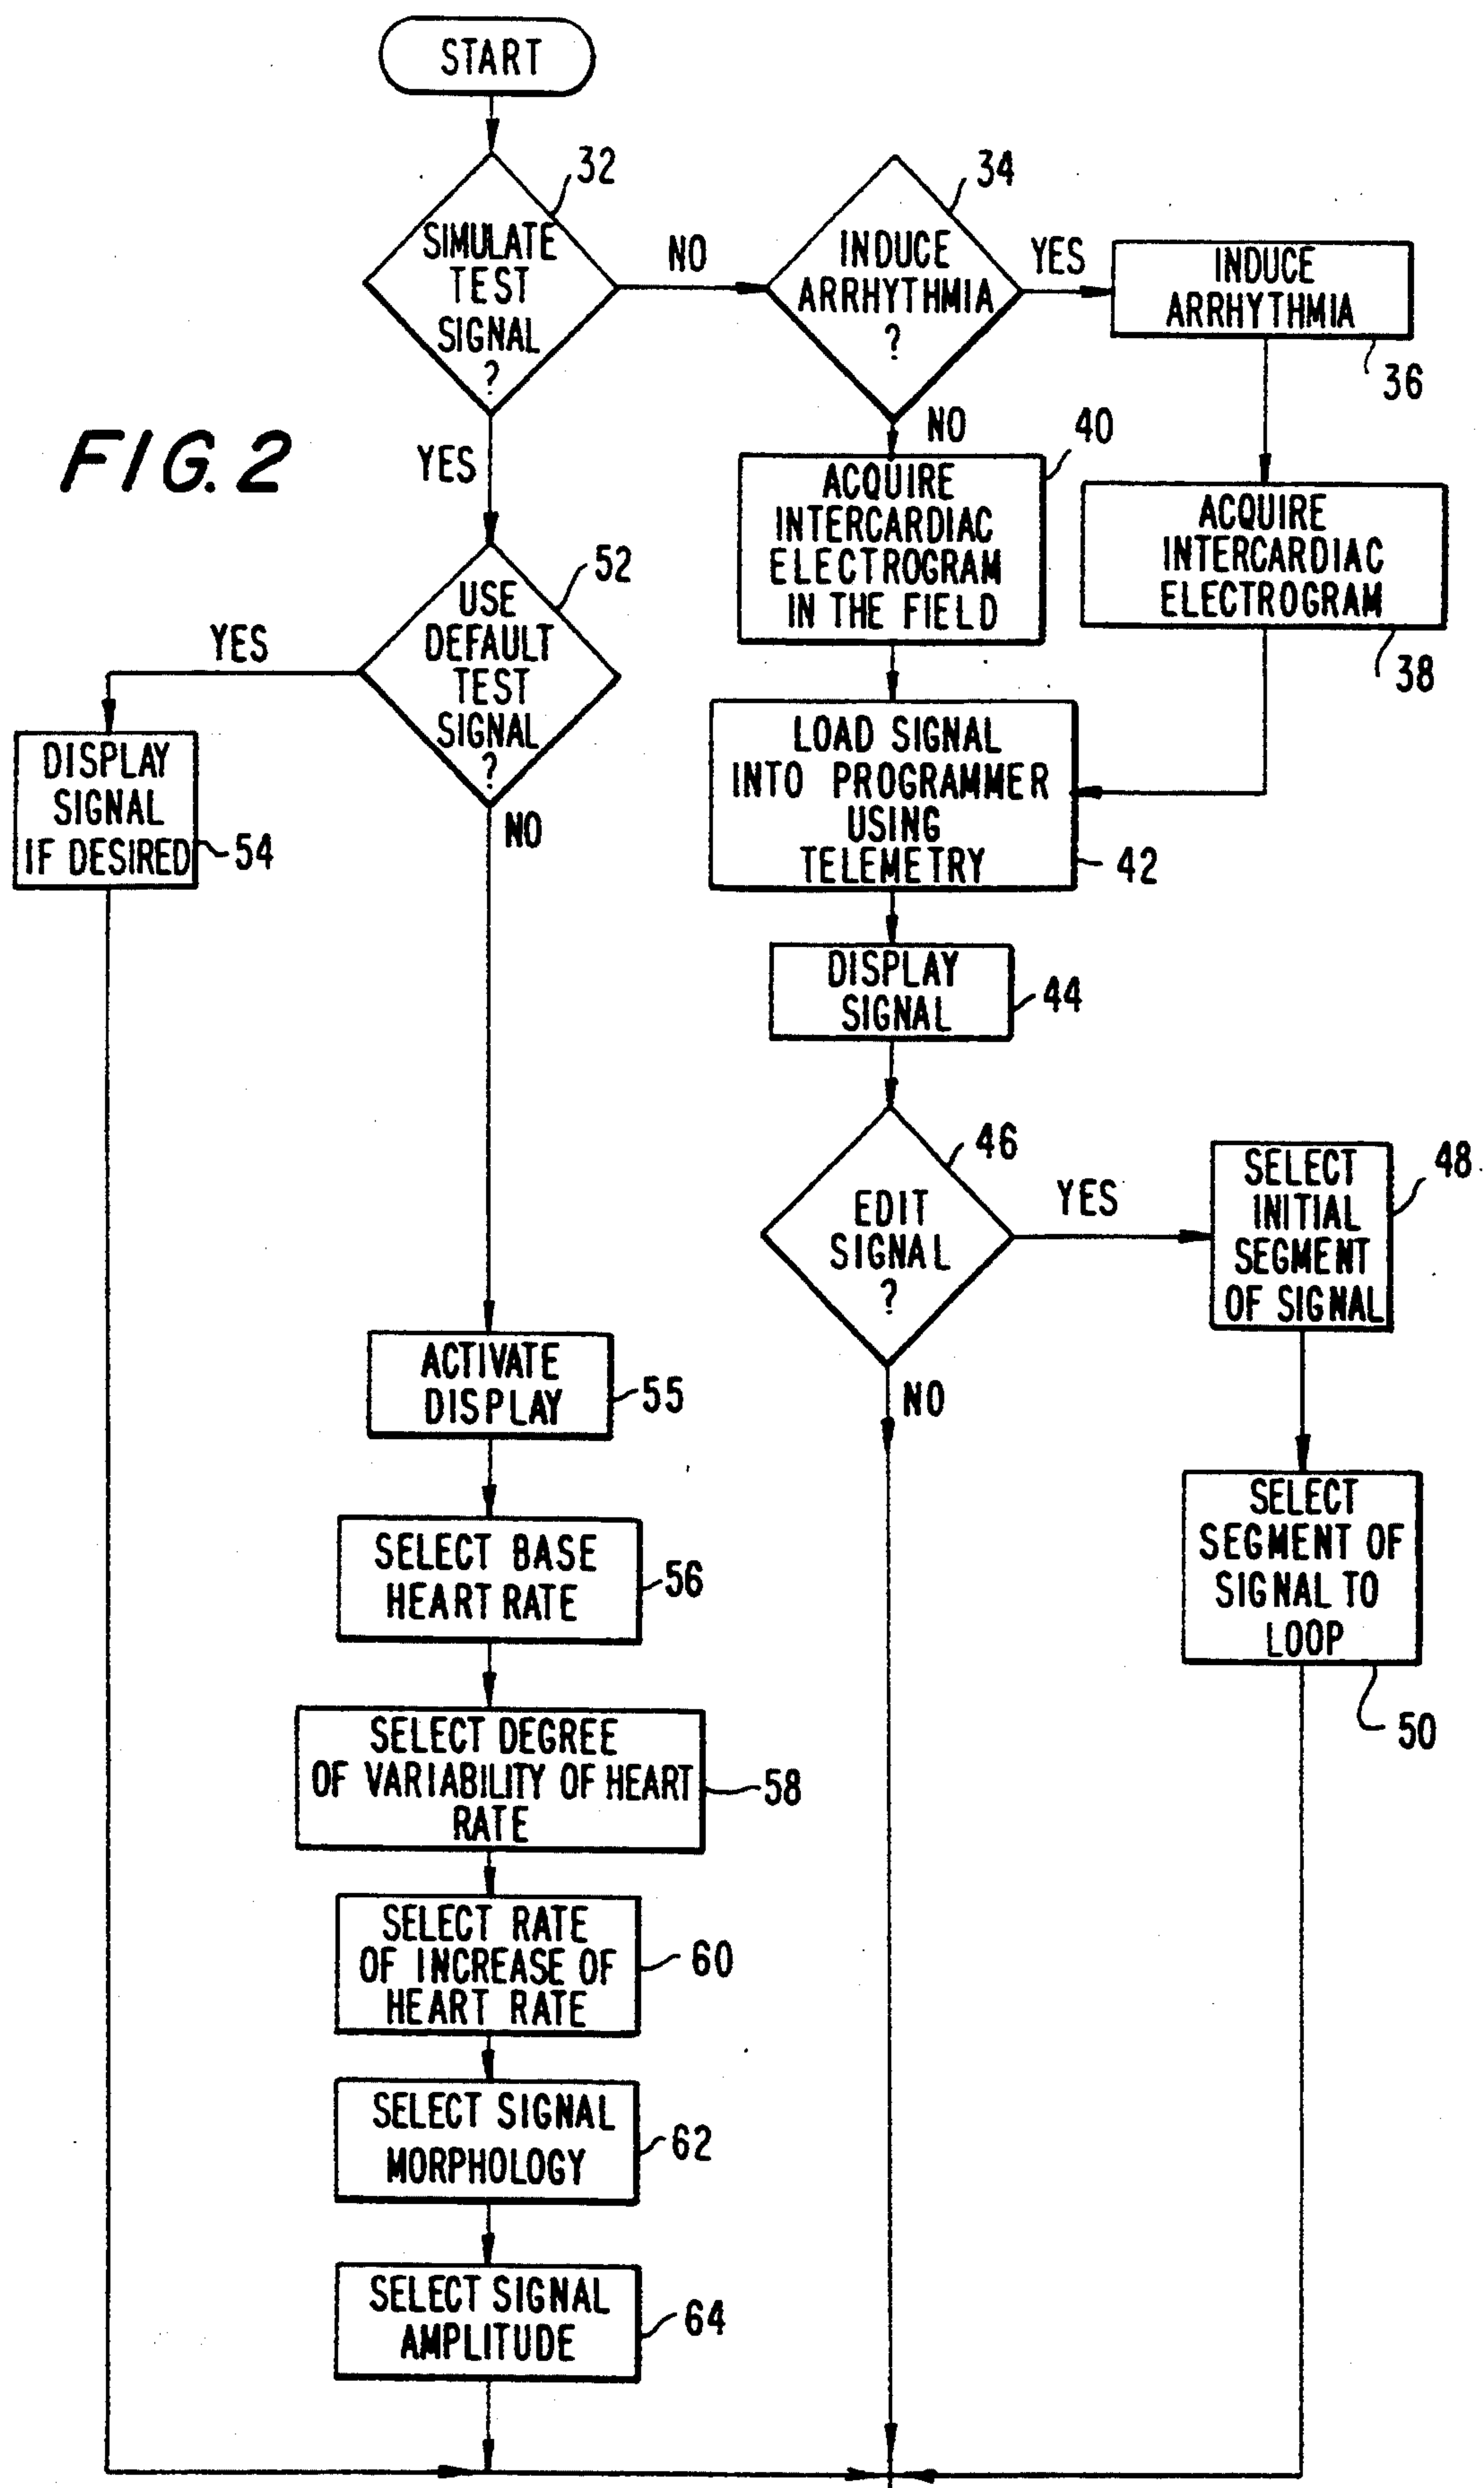 START
32
SIMULATE
TEST
SIGNAL
?
NO
34
INDUCE
ARRHYTHMIA
?
YES
INDUCE
ARRHYTHMIA
36
FIG. 2
YES
NO
40
ACQUIRE
INTERCARDIAC
ELECTROGRAM
IN THE FIELD
ACQUIRE
INTERCARDIAC
ELECTROGRAM
38
52
USE
DEFAULT
TEST
SIGNAL
?
YES
NO
DISPLAY
SIGNAL
IF DESIRED
54
LOAD SIGNAL
INTO PROGRAMMER
USING
TELEMETRY
42
DISPLAY
SIGNAL
44
46
EDIT
SIGNAL
?
YES
NO
48
SELECT
INITIAL
SEGMENT
OF SIGNAL
SELECT
SEGMENT OF
SIGNAL TO
LOOP
50
ACTIVATE
DISPLAY
55
SELECT BASE
HEART RATE
56
SELECT DEGREE
OF VARIABILITY OF HEART
RATE
58
SELECT RATE
OF INCREASE OF
HEART RATE
60
SELECT SIGNAL
MORPHOLOGY
62
SELECT SIGNAL
AMPLITUDE
64